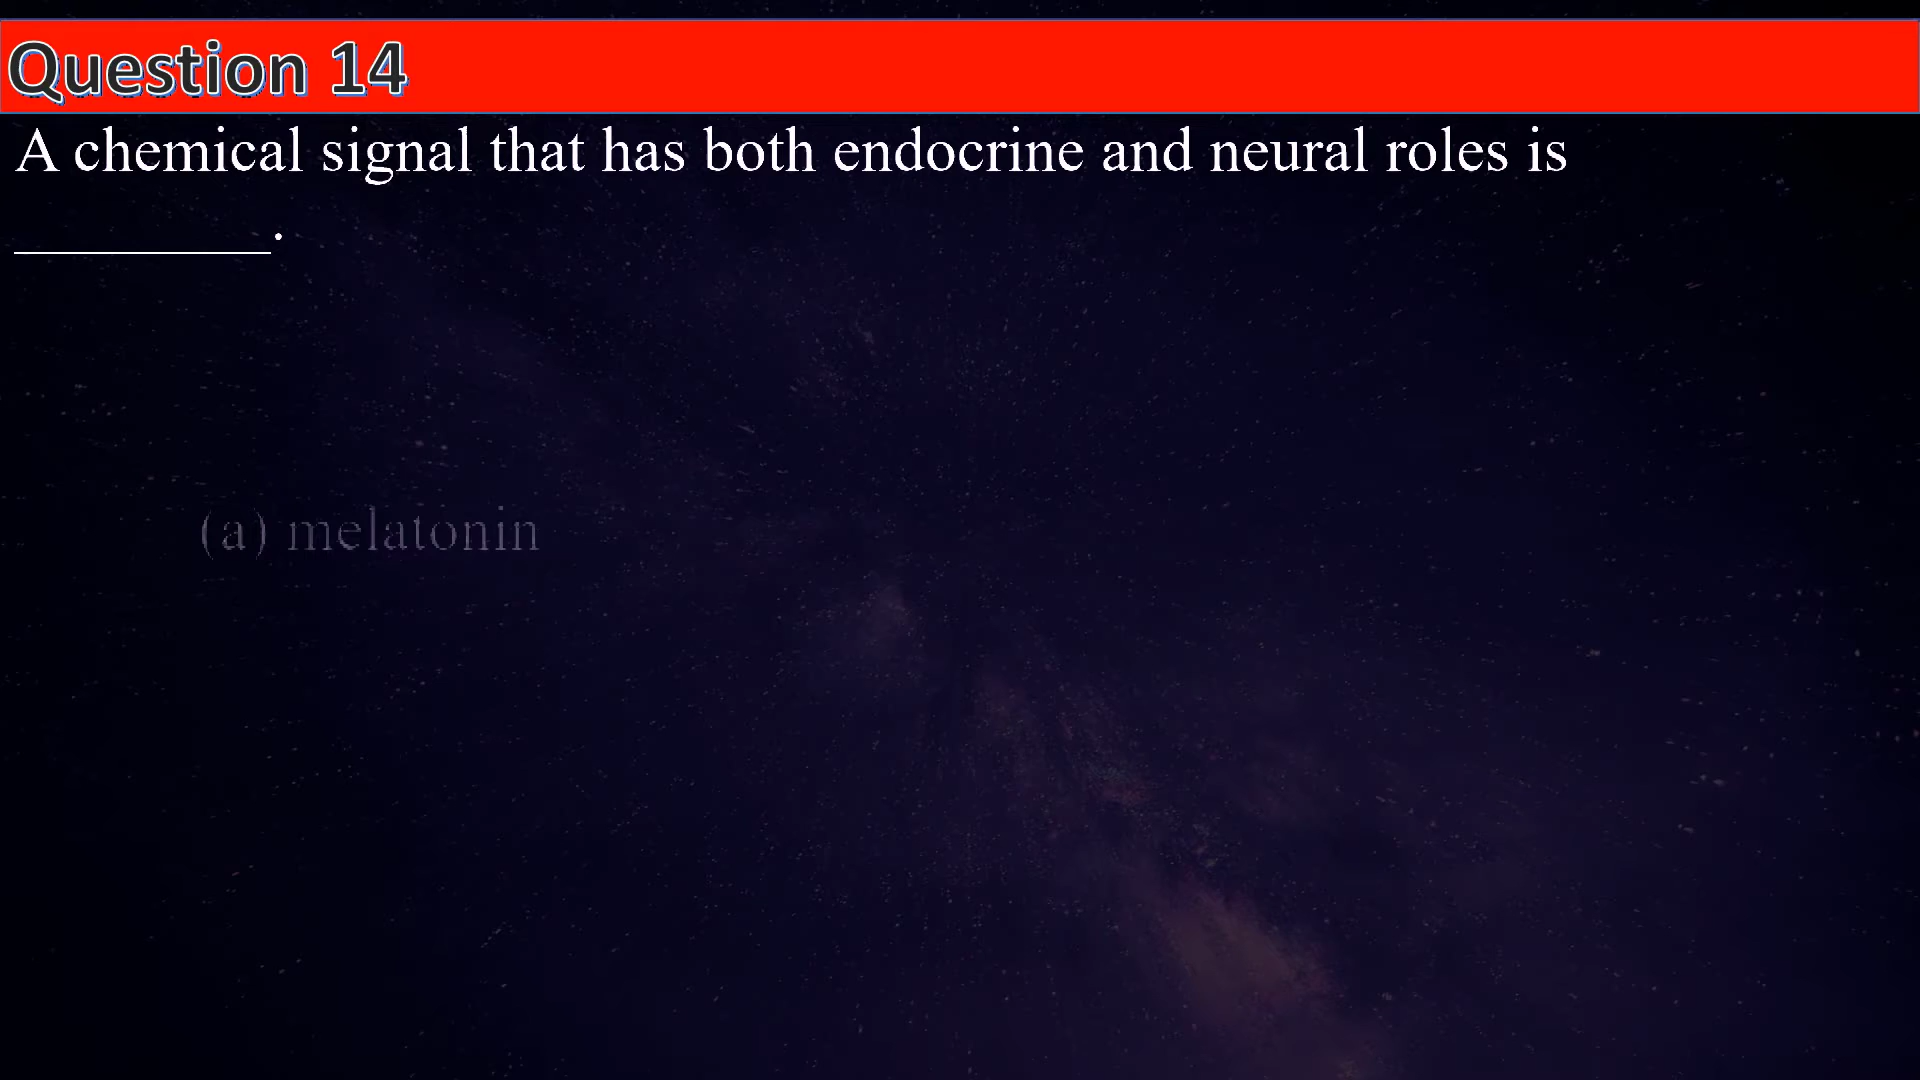 Question 14
A chemical signal that has both endocrine and neural roles is
________.
(a) melatonin